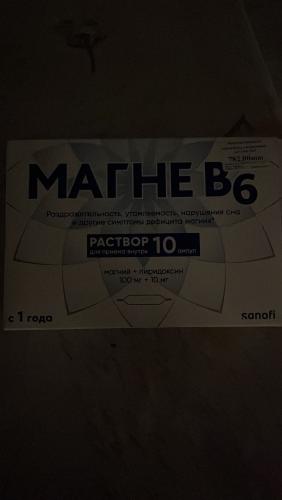 МАГНЕ B6
Раздражительность, утомляемость, нарушения сна
и другие симптомы дефицита магния*
РАСТВОР 10
для приема внутрь ампул
магний + пиридоксин
100 мг + 10 мг
с 1 года
sanofi